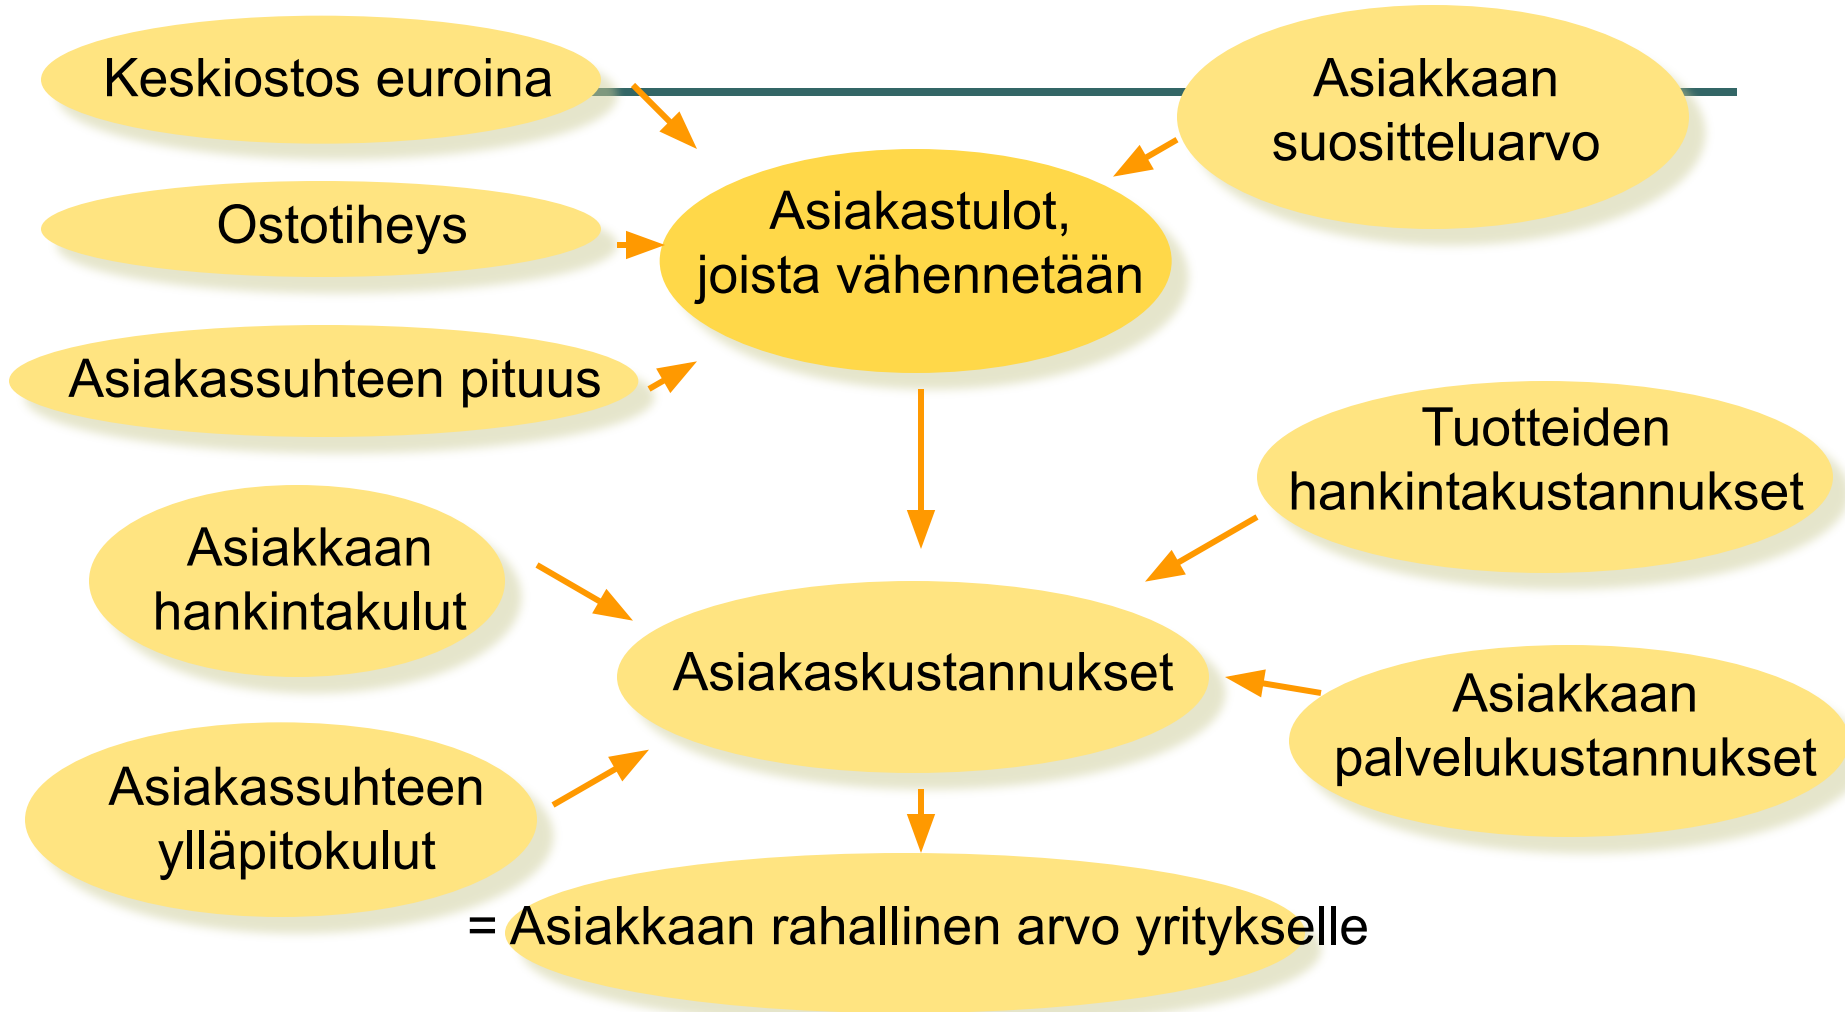 Keskiostos euroina
Asiakkaan
suositteluarvo
Ostotiheys
Asiakastulot,
joista vähennetään
Asiakassuhteen pituus
Tuotteiden
hankintakustannukset
Asiakkaan
hankintakulut
Asiakaskustannukset
Asiakkaan
palvelukustannukset
Asiakassuhteen
ylläpitokulut
= Asiakkaan rahallinen arvo yritykselle